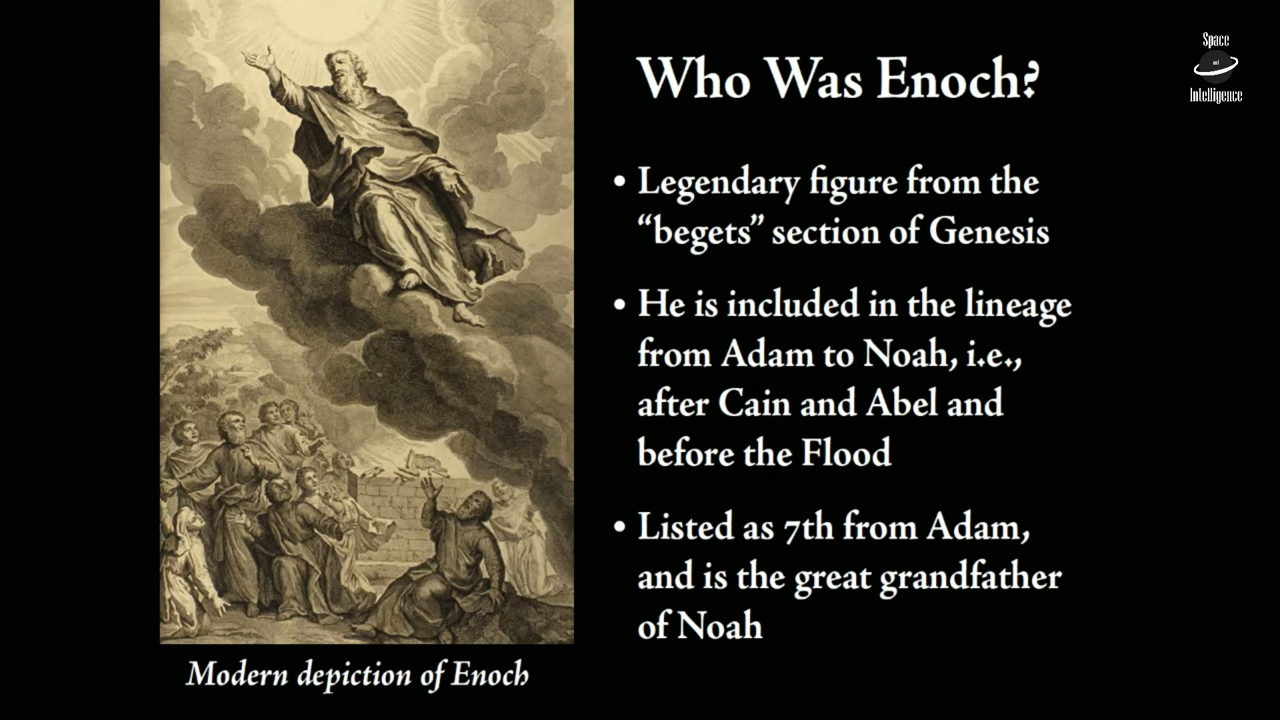 Who Was Enoch?
• Legendary figure from the
“begets” section of Genesis
• He is included in the lineage
from Adam to Noah, i.e.,
after Cain and Abel and
before the Flood
• Listed as 7th from Adam,
and is the great grandfather
of Noah
Modern depiction of Enoch
Space
and
Intelligence